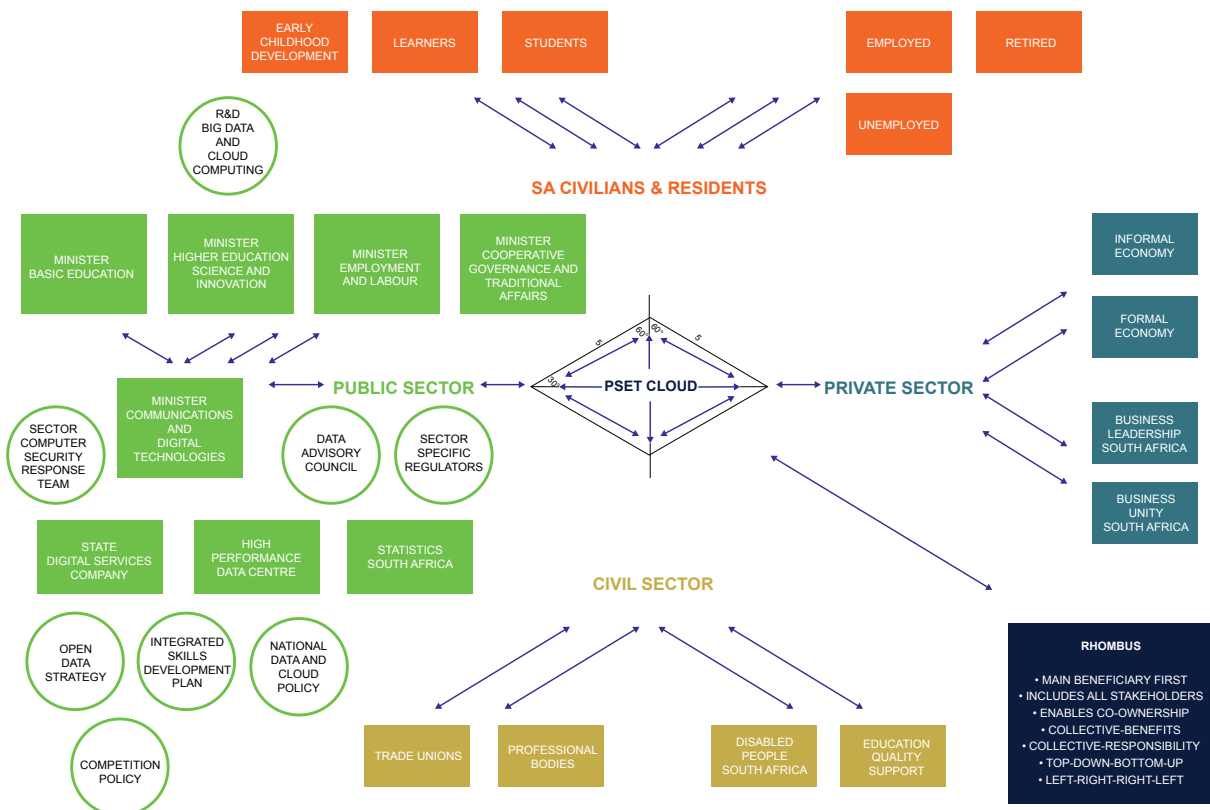 EARLY
CHILDHOOD
DEVELOPMENT
LEARNERS
STUDENTS
EMPLOYED
RETIRED
UNEMPLOYED
R&D
BIG DATA
AND
CLOUD
COMPUTING
SA CIVILIANS & RESIDENTS
MINISTER
BASIC EDUCATION
MINISTER
HIGHER EDUCATION
SCIENCE AND
INNOVATION
MINISTER
EMPLOYMENT
AND LABOUR
MINISTER
COOPERATIVE
GOVERNANCE AND
TRADITIONAL
AFFAIRS
INFORMAL
ECONOMY
FORMAL
ECONOMY
5
60°
60°
5
30°
PSET CLOUD
PUBLIC SECTOR
PRIVATE SECTOR
MINISTER
COMMUNICATIONS
AND
DIGITAL
TECHNOLOGIES
SECTOR
COMPUTER
SECURITY
RESPONSE
TEAM
DATA
ADVISORY
COUNCIL
SECTOR
SPECIFIC
REGULATORS
BUSINESS
LEADERSHIP
SOUTH AFRICA
BUSINESS
UNITY
SOUTH AFRICA
STATE
DIGITAL SERVICES
COMPANY
HIGH
PERFORMANCE
DATA CENTRE
STATISTICS
SOUTH AFRICA
CIVIL SECTOR
OPEN
DATA
STRATEGY
INTEGRATED
SKILLS
DEVELOPMENT
PLAN
NATIONAL
DATA AND
CLOUD
POLICY
COMPETITION
POLICY
TRADE UNIONS
PROFESSIONAL
BODIES
DISABLED
PEOPLE
SOUTH AFRICA
EDUCATION
QUALITY
SUPPORT
RHOMBUS
• MAIN BENEFICIARY FIRST
• INCLUDES ALL STAKEHOLDERS
• ENABLES CO-OWNERSHIP
• COLLECTIVE-BENEFITS
• COLLECTIVE-RESPONSIBILITY
• TOP-DOWN-BOTTOM-UP
• LEFT-RIGHT-RIGHT-LEFT